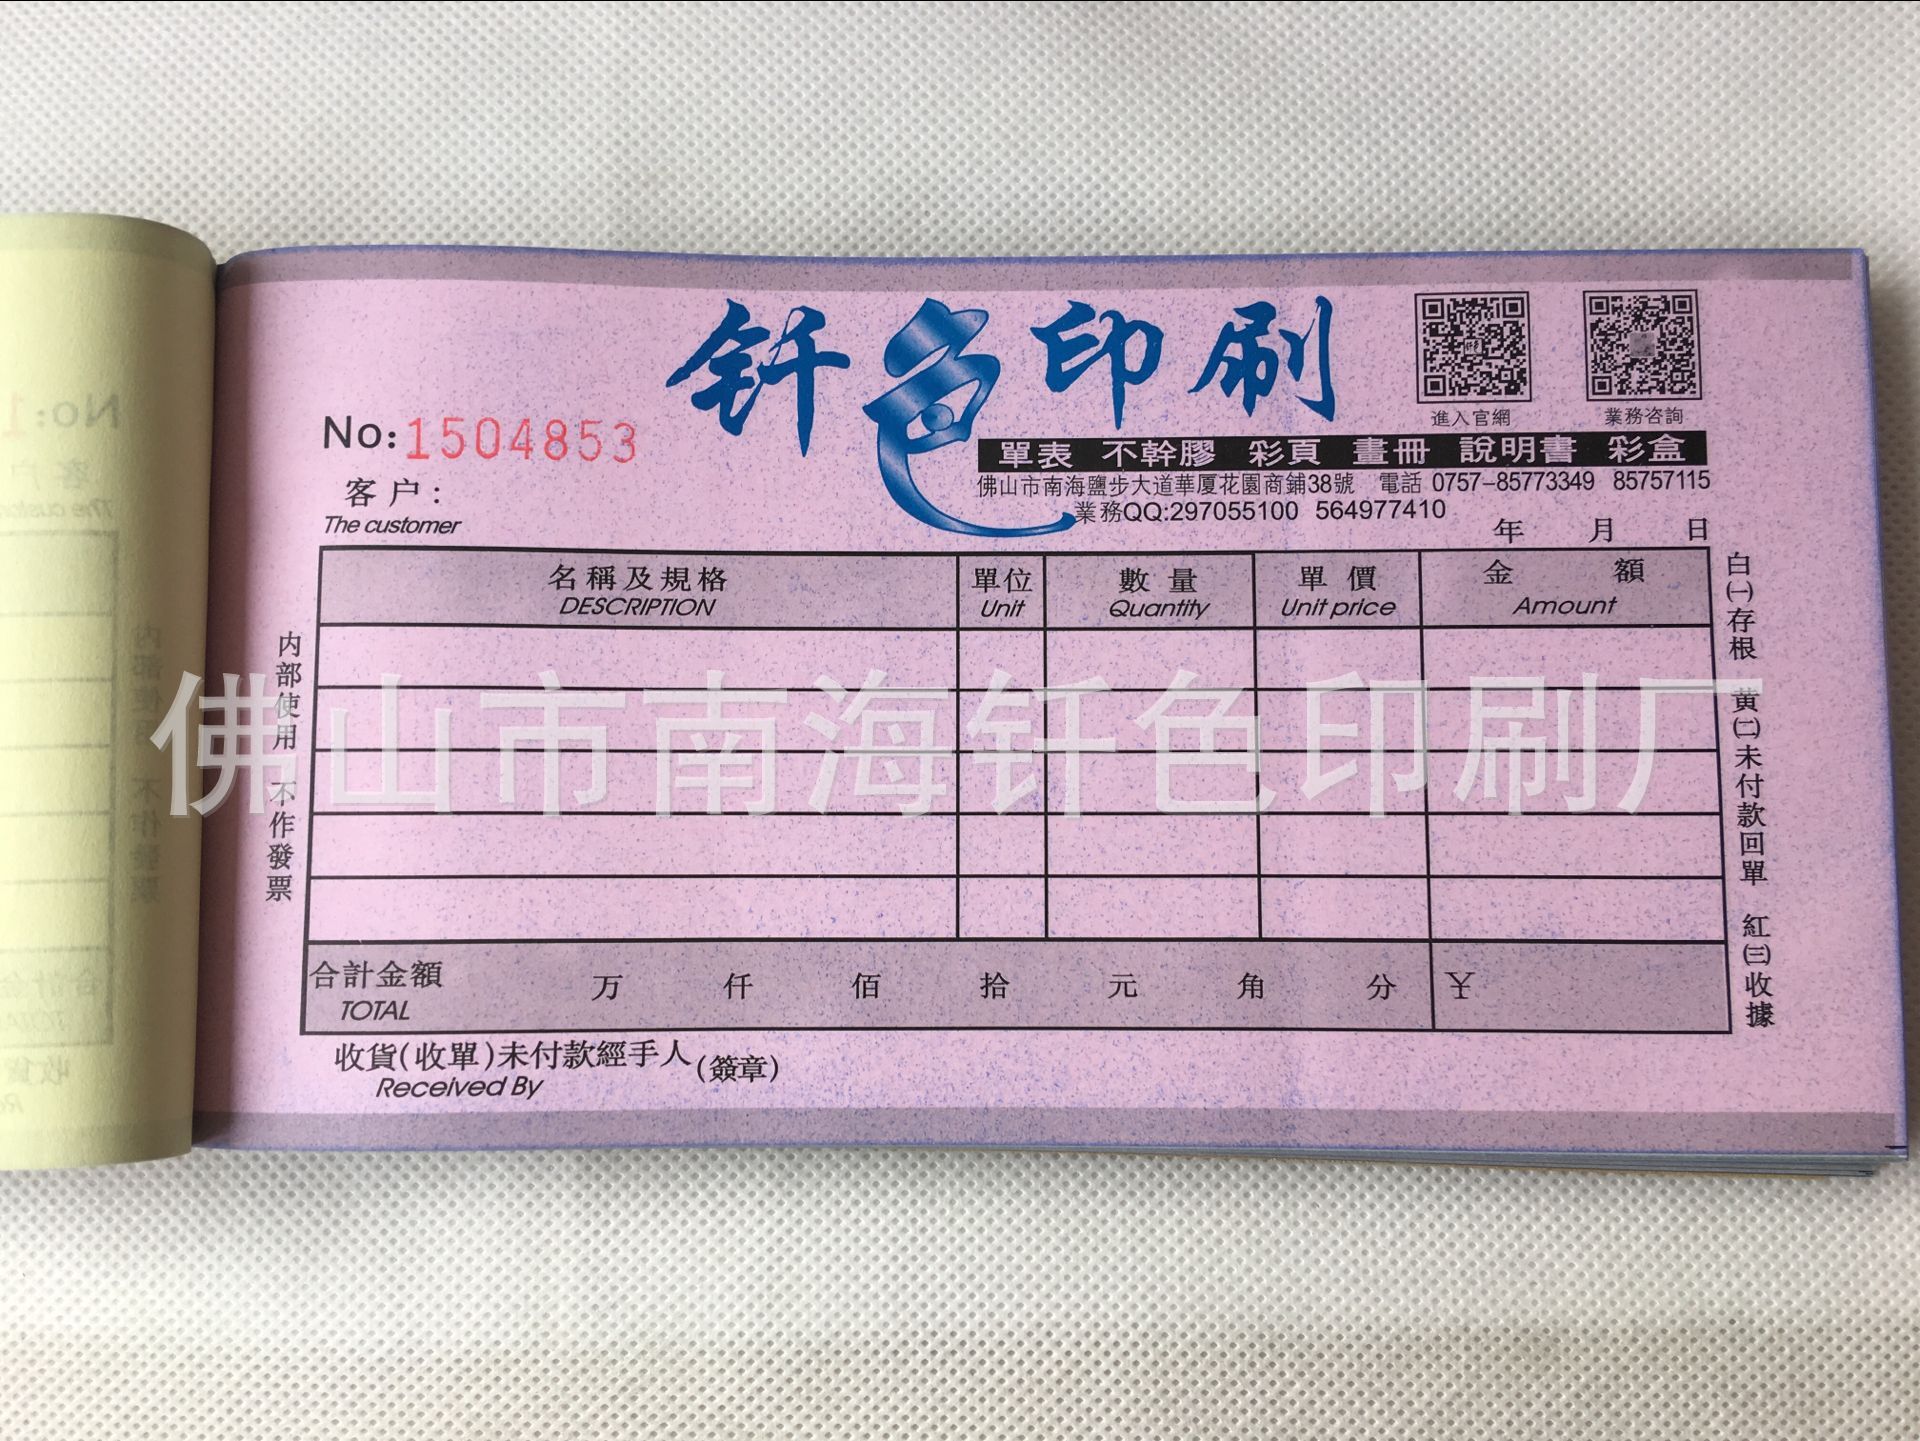 钎色印刷
進入官網 業務咨詢
No:1504853
單表 不幹膠 彩頁 畫冊 說明書 彩盒
佛山市南海鹽步大道華厦花園商鋪38號 電話 0757-85773349 85757115
業務QQ:297055100 564977410
客户:
The customer
年 月 日
名稱及規格 單位 數量 單價 金額
DESCRIPTION Unit Quantity Unit price Amount
内部使用 不作發票
白㈠存根 黄㈡未付款回單 紅㈢收據
佛山市南海钎色印刷厂
合計金額 万 仟 佰 拾 元 角 分 ¥
TOTAL
收貨(收單)未付款經手人(簽章)
Received By